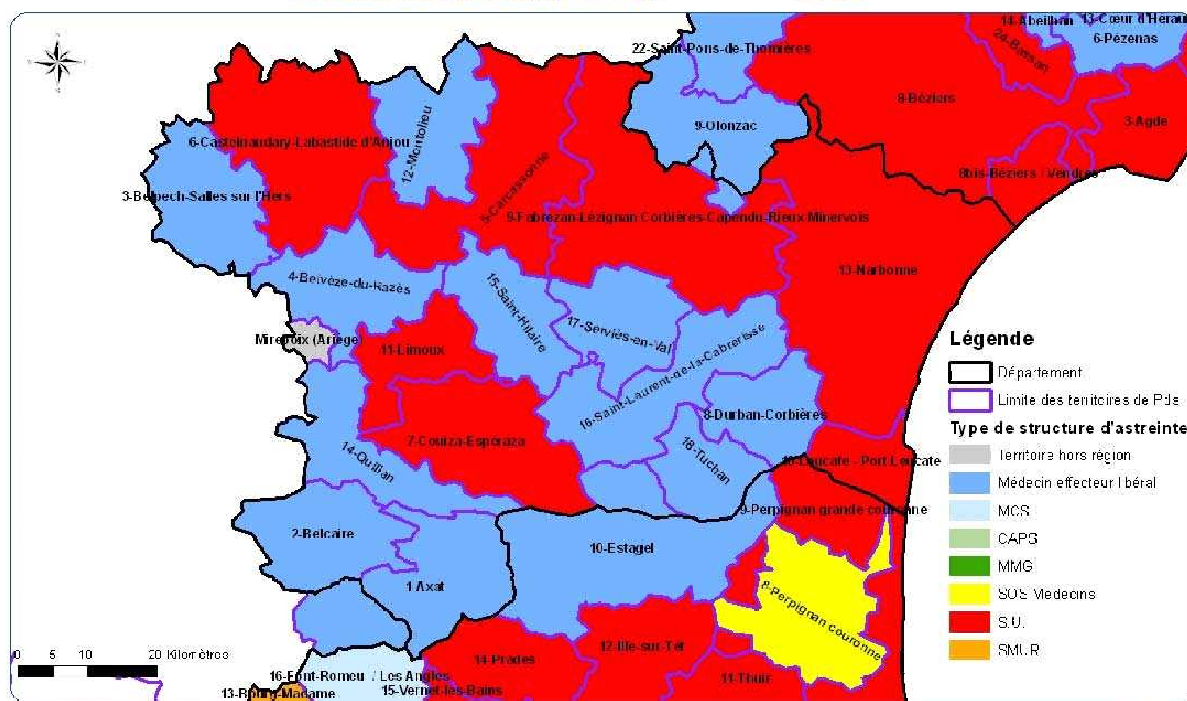 14-Abeilhan
13-Cœur d'Hérault
22-Saint-Pons-de-Thomières
24-Bassan
6-Pézenas
8-Béziers
3-Agde
9-Olonzac
6-Castelnaudary-Labastide d'Anjou
12-Montolieu
8bis-Béziers / Vendres
3-Belpech-Salles sur l'Hers
5-Carcassonne
9-Fabrezan-Lézignan Corbières-Capendu-Rieux-Minervois
13-Narbonne
4-Belvèze-du-Razès
15-Saint-Hilaire
17-Serviès-en-Val
Mirepoix (Ariège)
11-Limoux
16-Saint-Laurent-de-la-Cabrerisse
8-Durban-Corbières
7-Couiza-Espéraza
14-Quillan
18-Tuchan
10-Leucate - Port Leucate
9-Perpignan grande couronne
2-Belcaire
10-Estagel
1 Axat
8-Perpignan couronne
12-Ille-sur-Têt
14-Prades
11-Thuir
16-Font-Romeu / Les Angles
15-Vernet-les-Bains
13-Bourg-Madame
0 5 10 20 Kilomètres
Légende
Département
Limite des territoires de Pds
Type de structure d'astreinte
Territoire hors région
Médecin effecteur libéral
MCS
CAPS
MMG
SOS Médecins
S.U.
SMUR